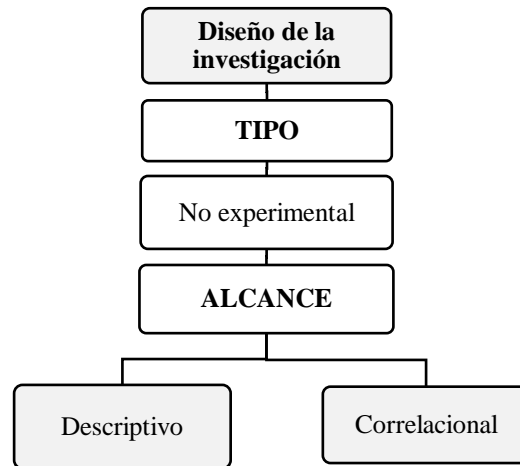 Diseño de la
investigación
TIPO
No experimental
ALCANCE
Descriptivo
Correlacional